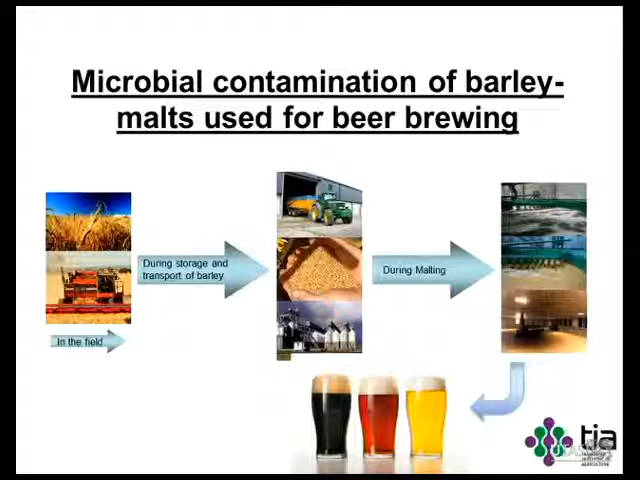 Microbial contamination of barley-
malts used for beer brewing
During storage and
transport of barley
During Malting
In the field
tia